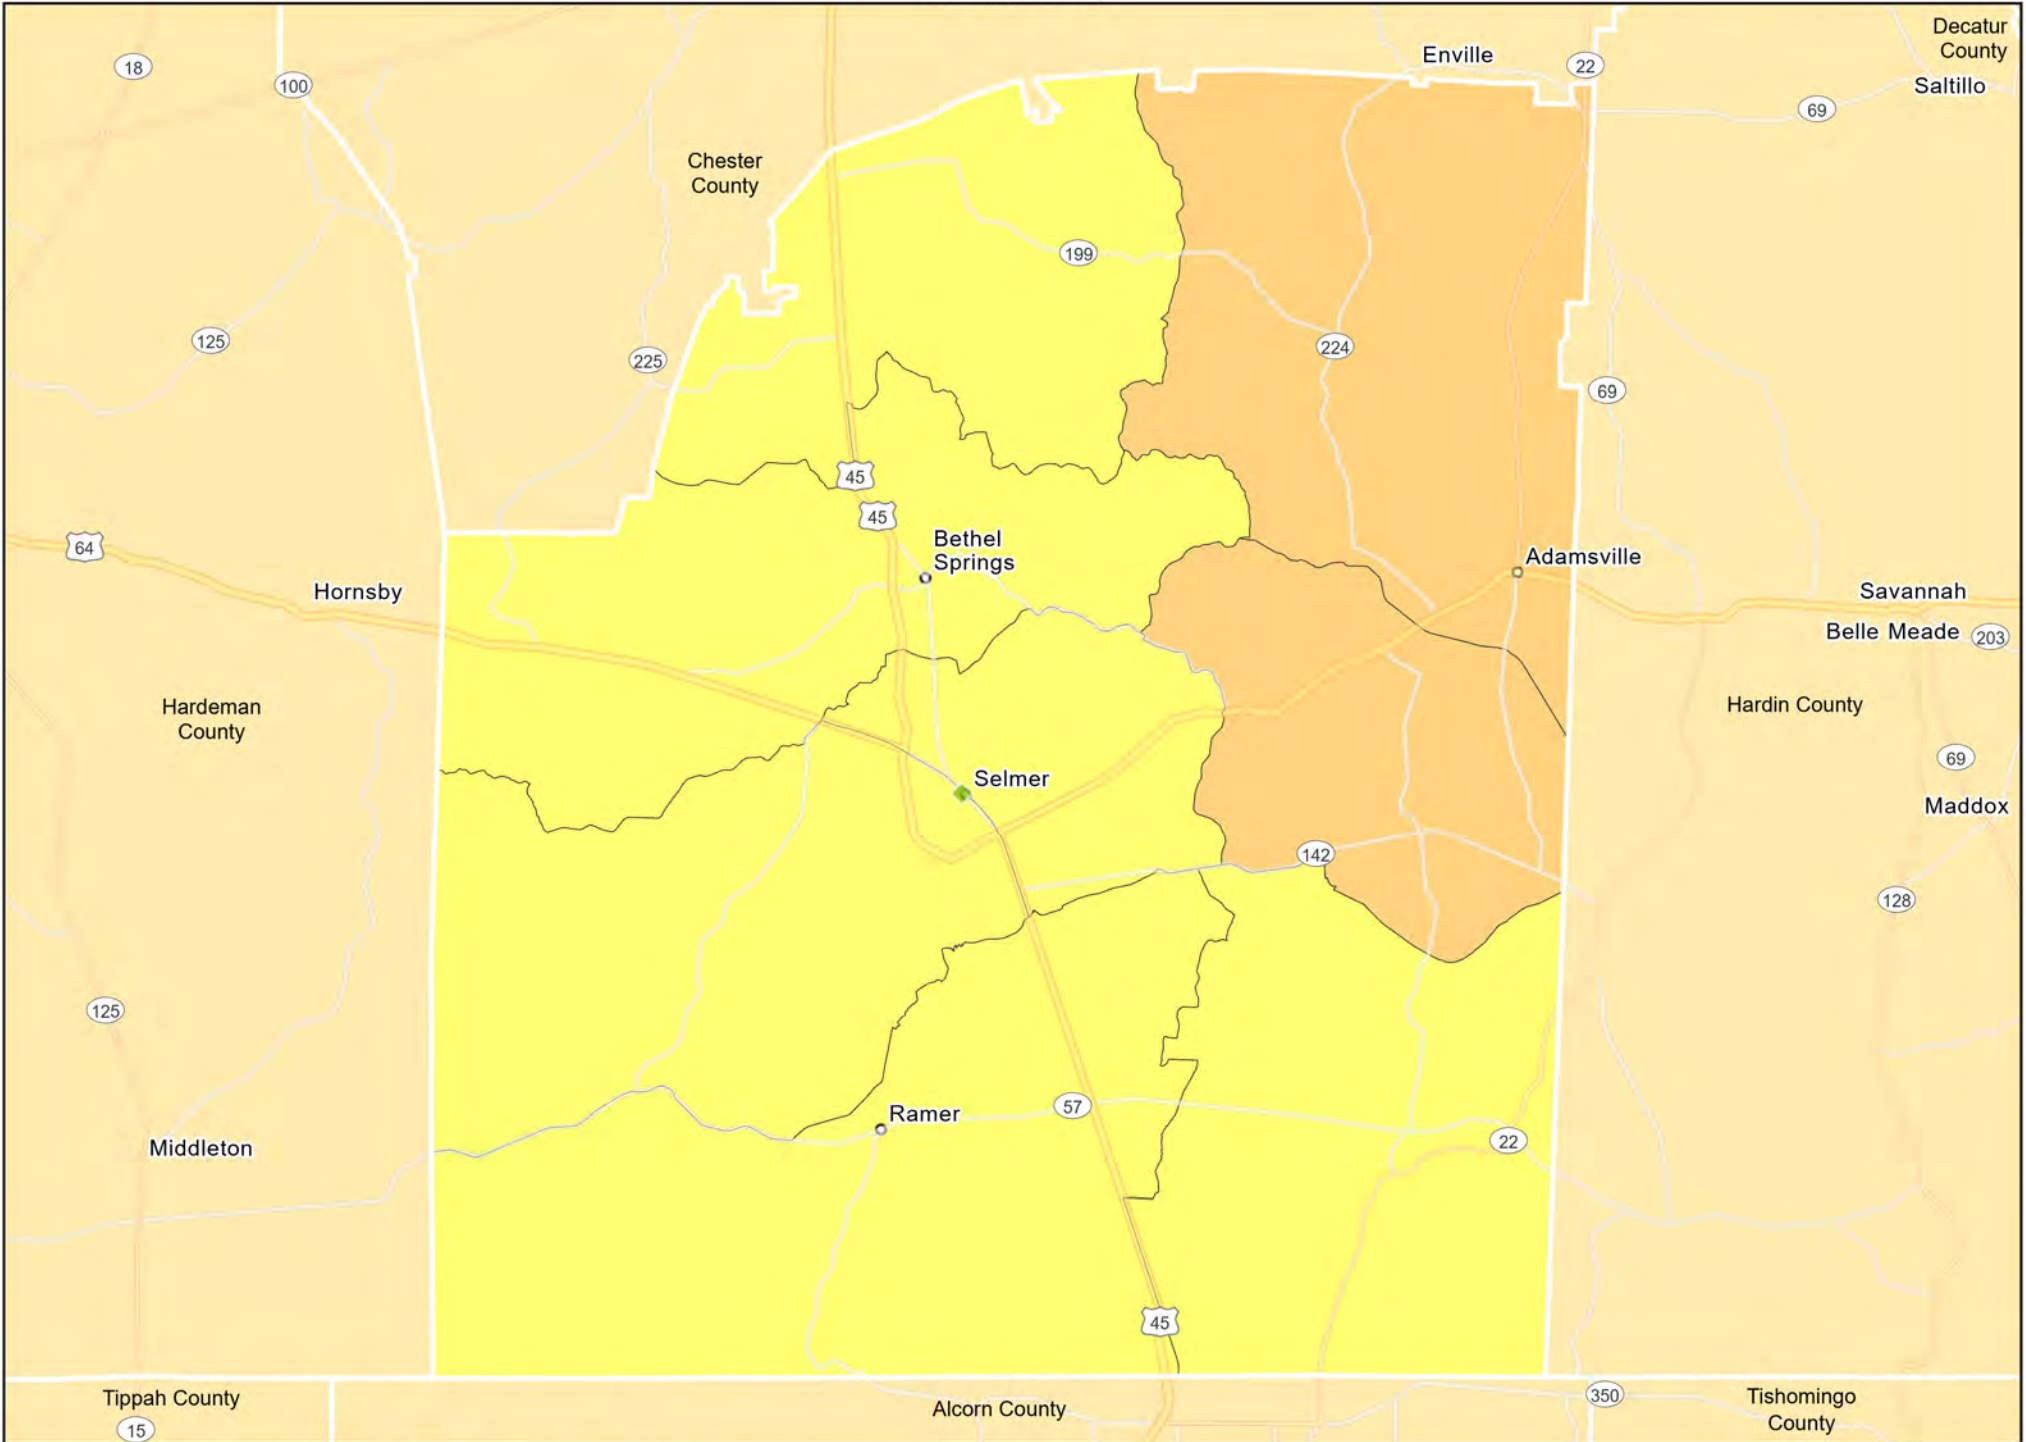 Decatur
County
Enville
18
22
100
Saltillo
69
Chester
County
199
125
224
225
69
45
45
Bethel
Springs
64
Adamsville
Hornsby
Savannah
Belle Meade
203
Hardeman
County
Hardin County
69
Selmer
Maddox
142
128
125
57
Ramer
22
Middleton
45
Tippah County
350
Tishomingo
County
Alcorn County
15